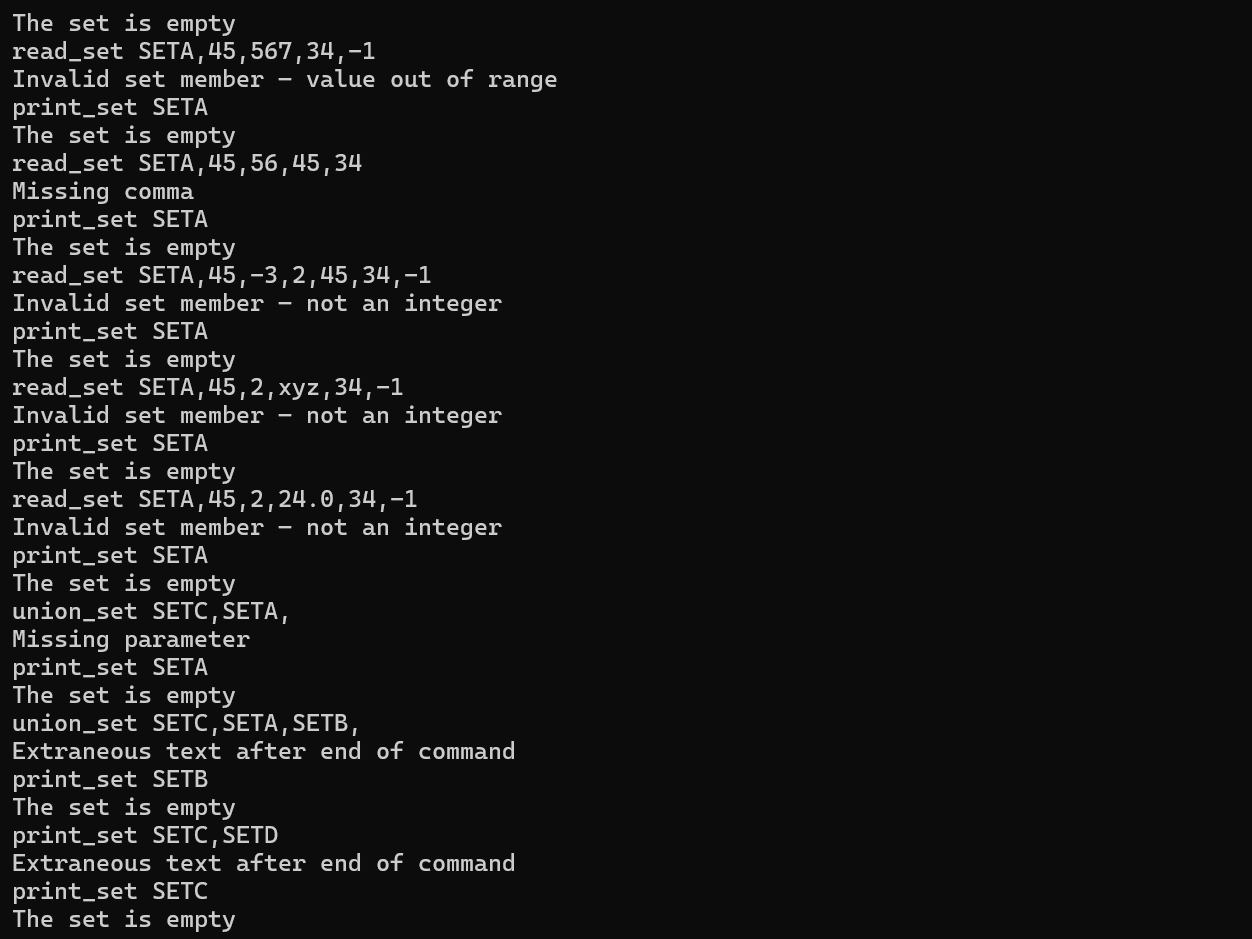 The set is empty
read_set SETA,45,567,34,-1
Invalid set member - value out of range
print_set SETA
The set is empty
read_set SETA,45,56,45,34
Missing comma
print_set SETA
The set is empty
read_set SETA,45,-3,2,45,34,-1
Invalid set member - not an integer
print_set SETA
The set is empty
read_set SETA,45,2,xyz,34,-1
Invalid set member - not an integer
print_set SETA
The set is empty
read_set SETA,45,2,24.0,34,-1
Invalid set member - not an integer
print_set SETA
The set is empty
union_set SETC,SETA,
Missing parameter
print_set SETA
The set is empty
union_set SETC,SETA,SETB,
Extraneous text after end of command
print_set SETB
The set is empty
print_set SETC,SETD
Extraneous text after end of command
print_set SETC
The set is empty